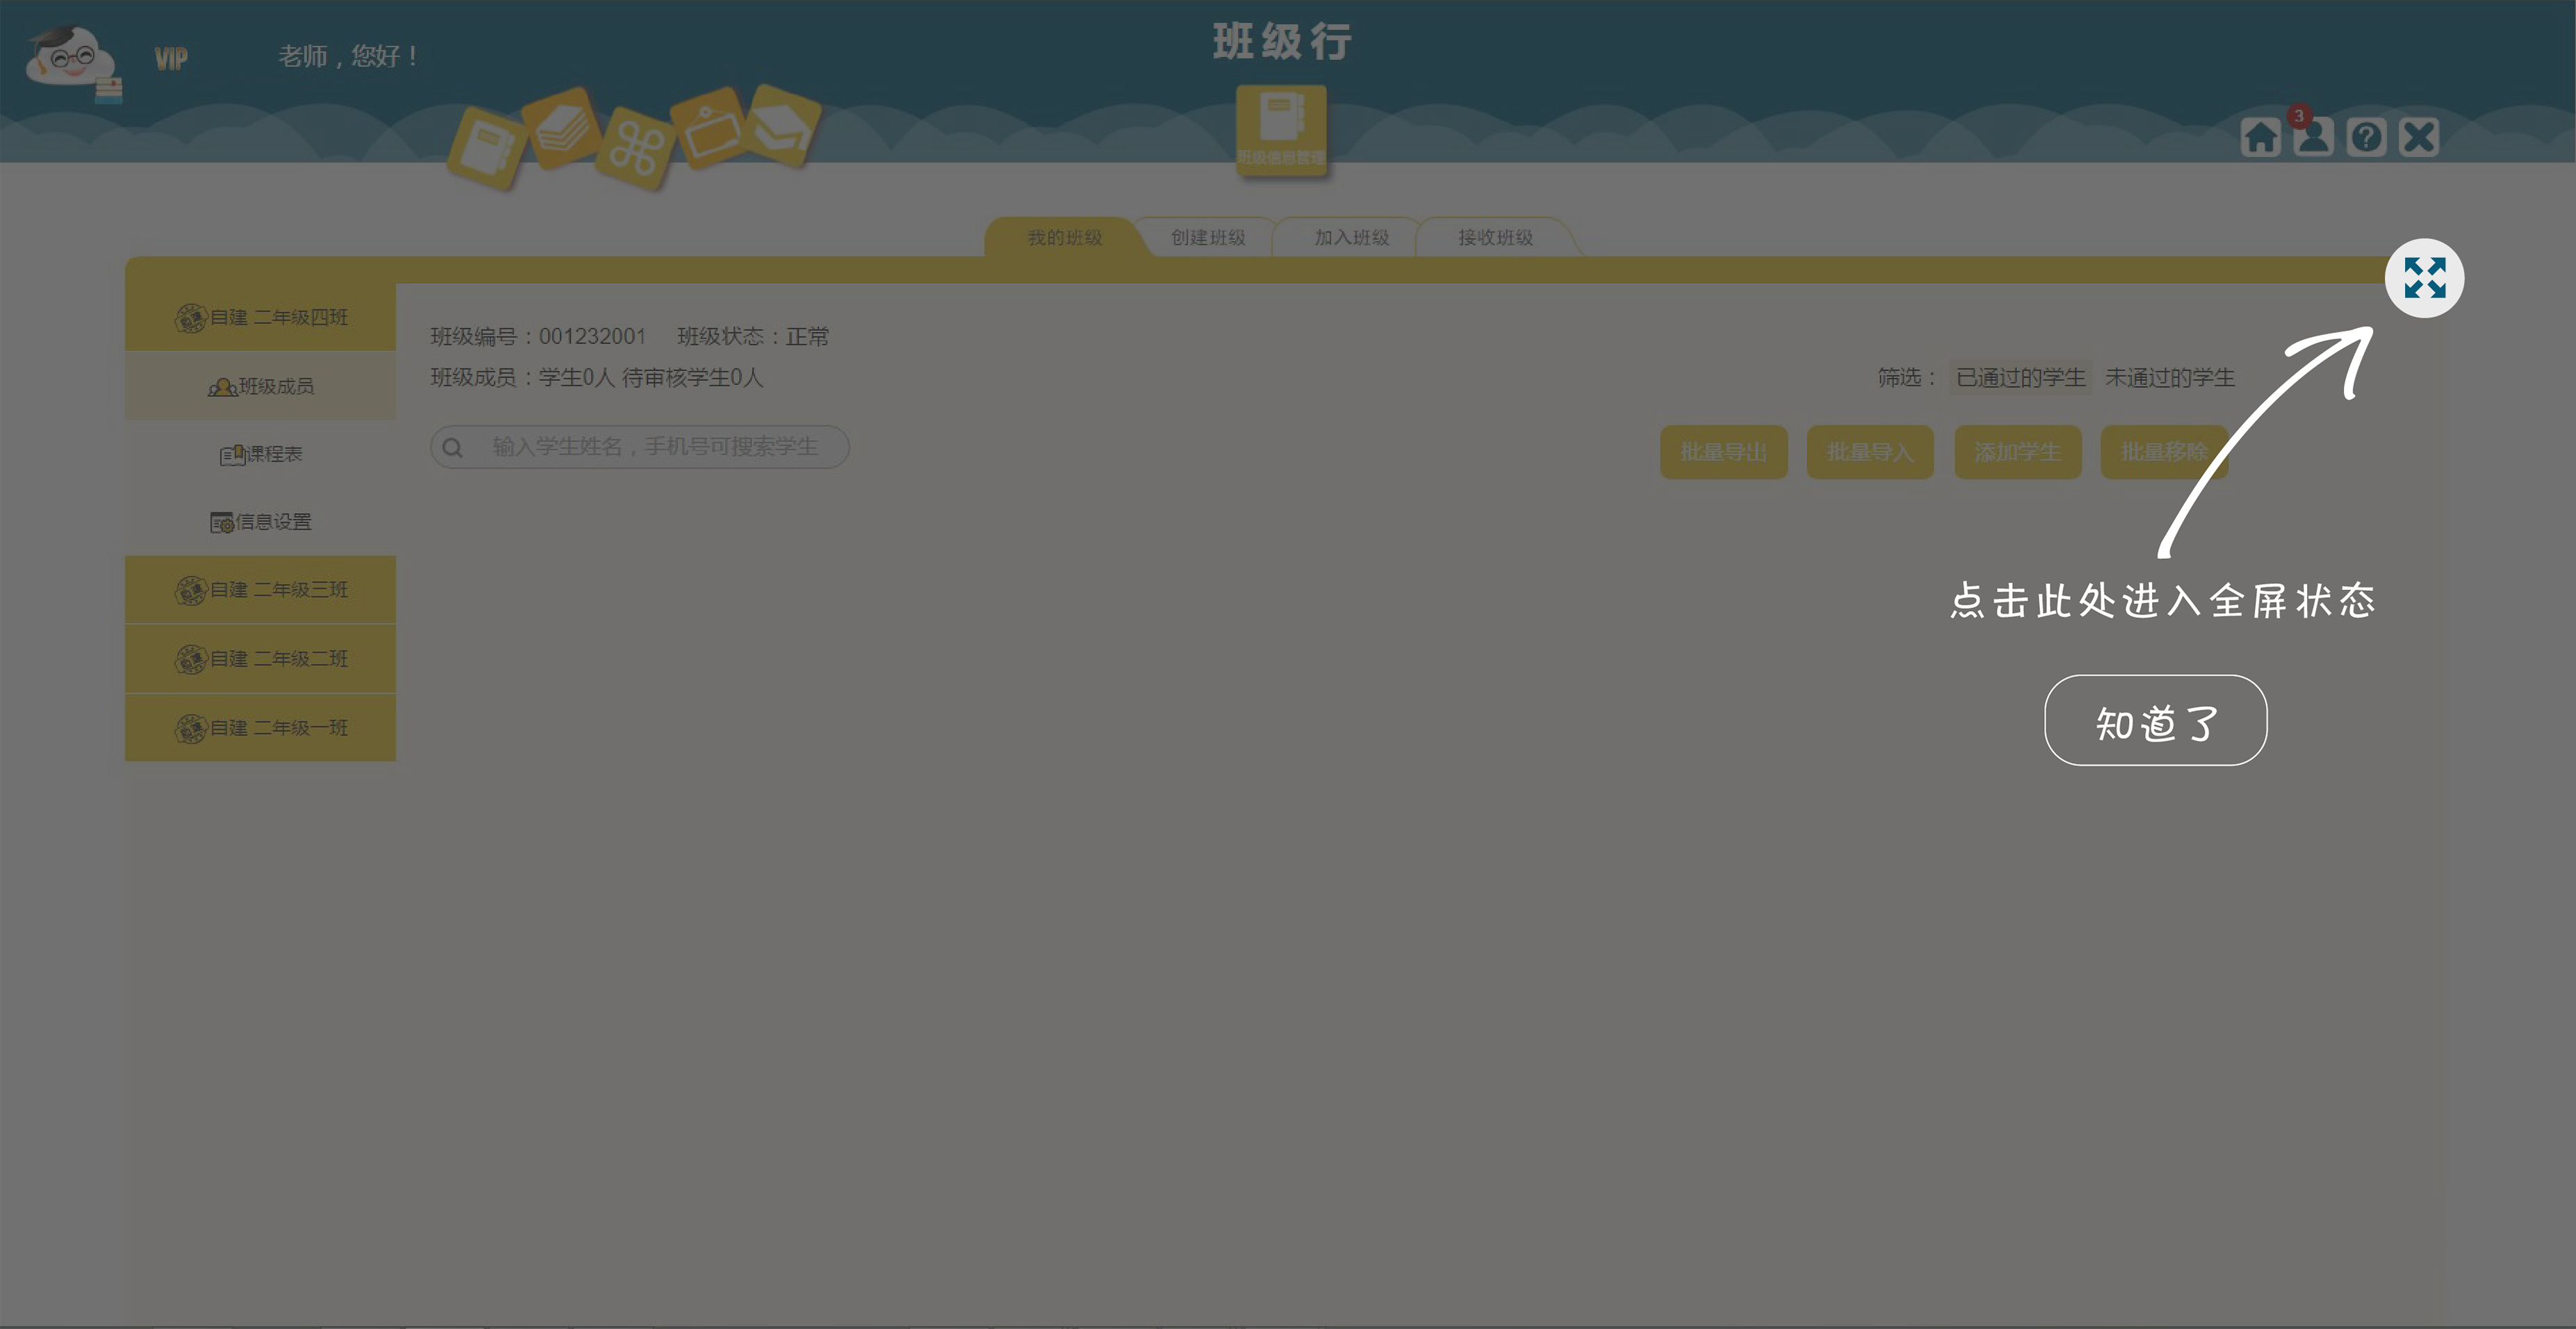 班级行
VIP 老师，您好！
班级信息管理
3
我的班级 创建班级 加入班级 接收班级
自建 二年级四班
班级成员
课程表
信息设置
自建 二年级三班
自建 二年级二班
自建 二年级一班
班级编号：001232001 班级状态：正常
班级成员：学生0人 待审核学生0人
筛选： 已通过的学生 未通过的学生
输入学生姓名，手机号可搜索学生
批量导出 批量导入 添加学生 批量移除
点击此处进入全屏状态
知道了